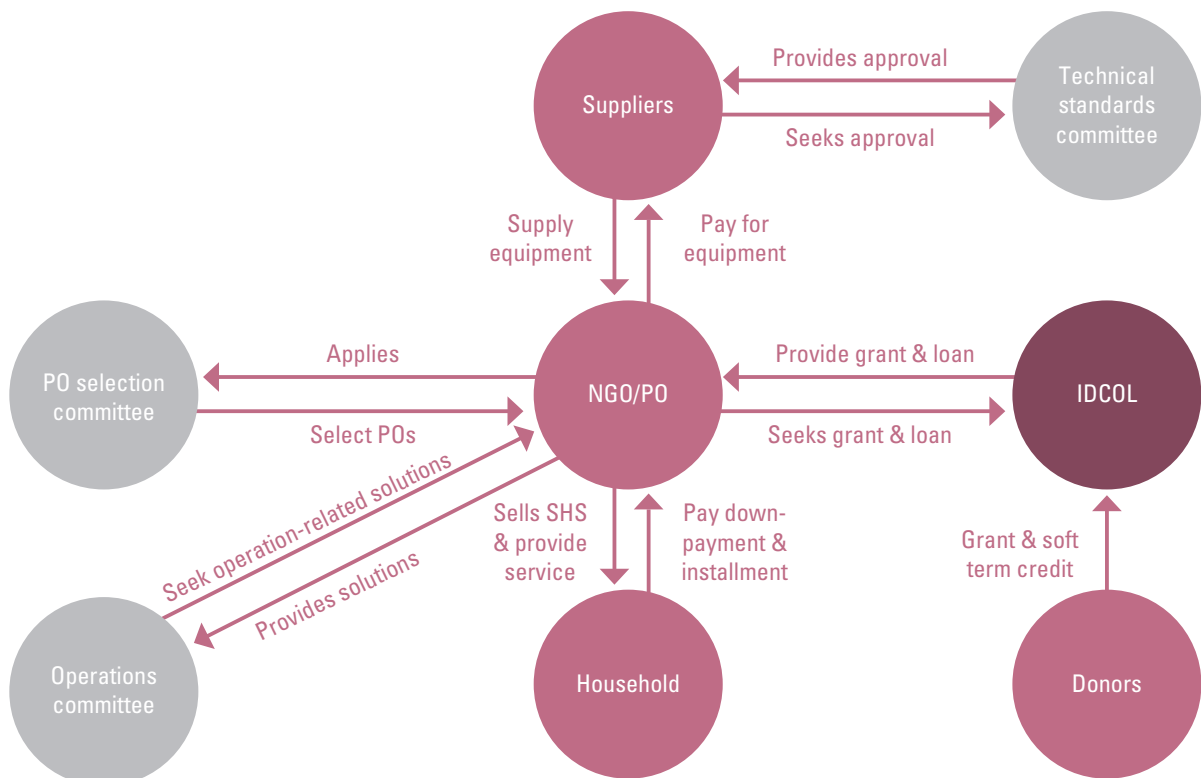 Suppliers
Provides approval
Seeks approval
Technical
standards
committee
Supply
equipment
Pay for
equipment
PO selection
committee
Applies
Select POs
NGO/PO
Provide grant & loan
Seeks grant & loan
IDCOL
Seek operation-related solutions
Provides solutions
Sells SHS
& provide
service
Pay down-
payment &
installment
Grant & soft
term credit
Operations
committee
Household
Donors